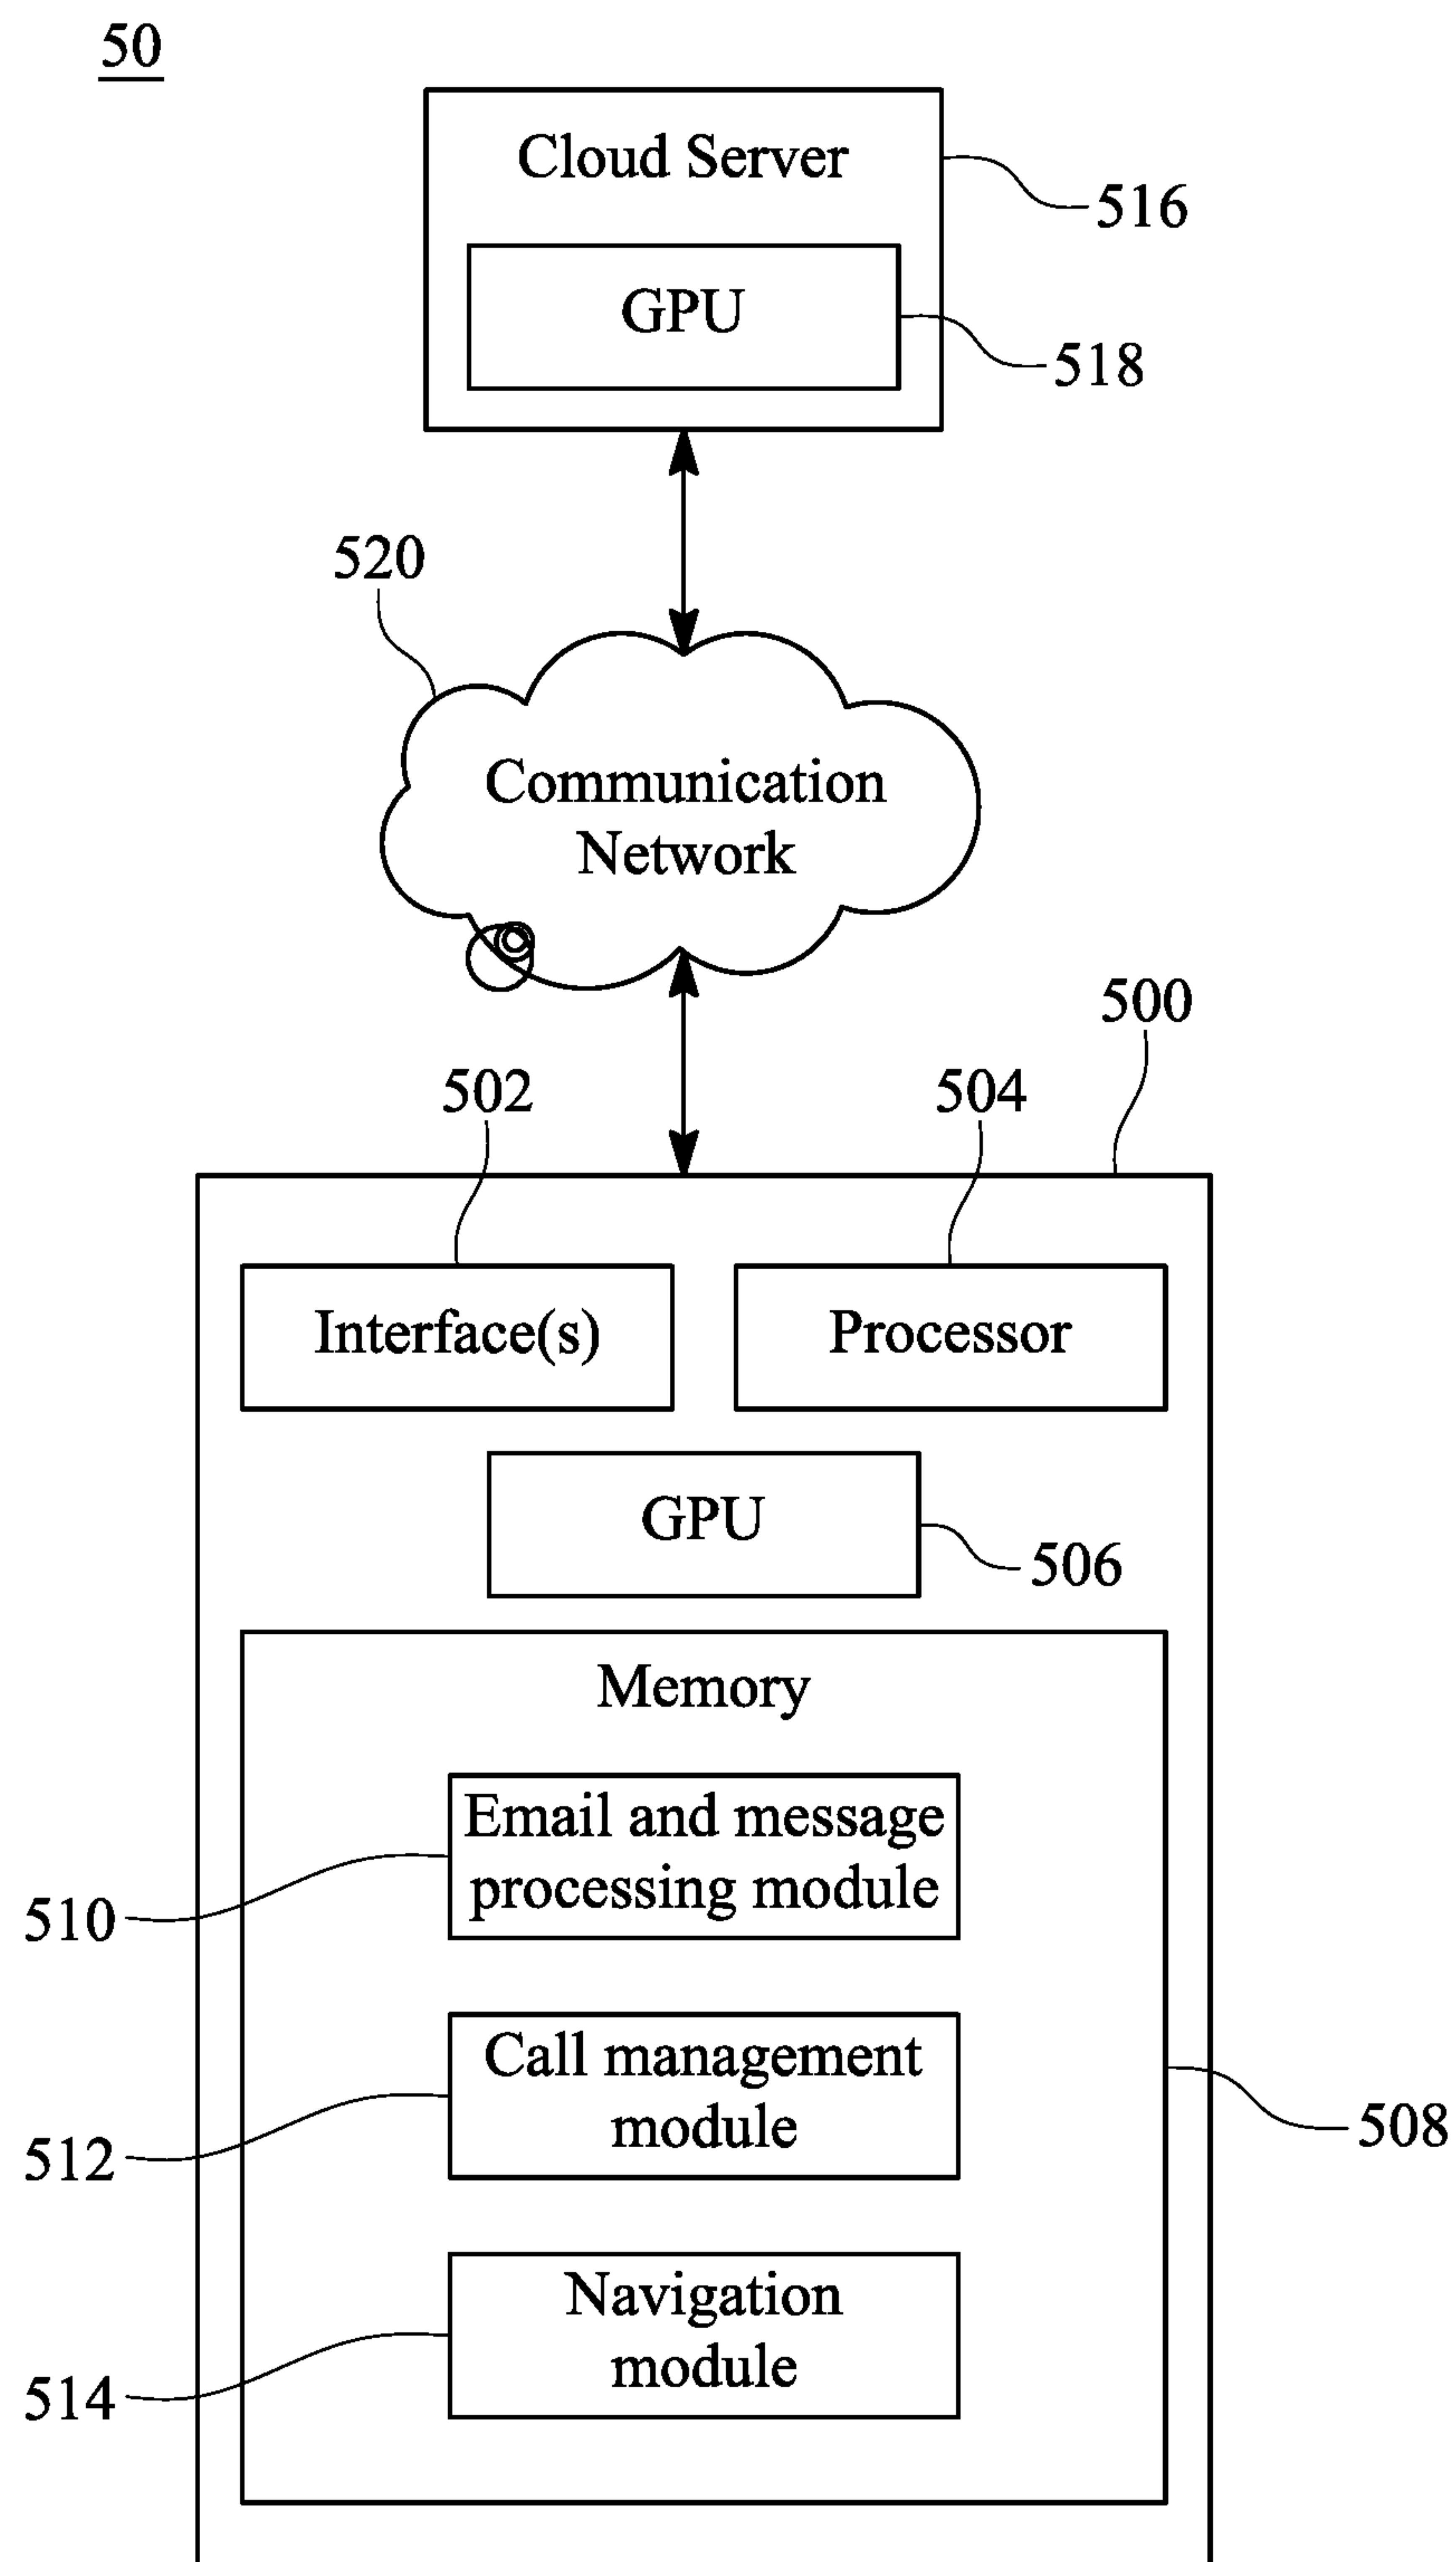 50
Cloud Server
516
GPU
518
520
Communication
Network
500
502
504
Interface(s)
Processor
GPU
506
Memory
Email and message
processing module
510
Call management
module
512
508
Navigation
module
514